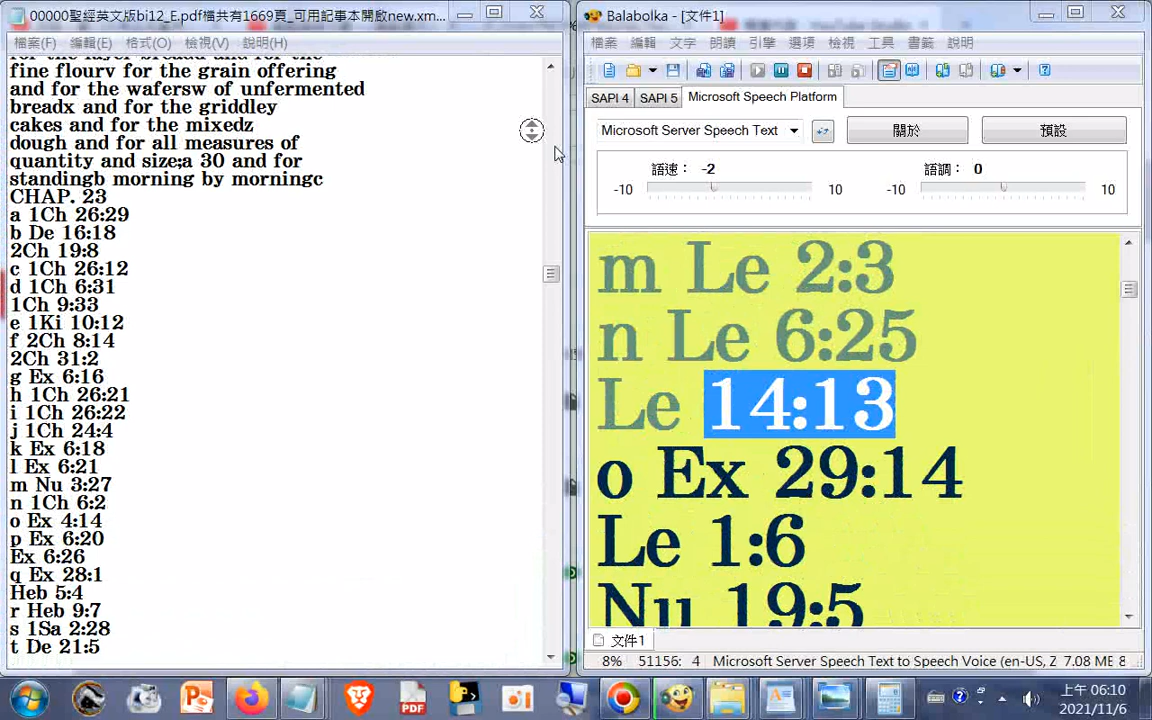 00000聖經英文版bi12_E.pdf檔共有1669頁_可用記事本開啟new.xm...
檔案(F) 編輯(E) 格式(O) 檢視(V) 說明(H)
fine flourv for the grain offering
and for the wafersw of unfermented
breadx and for the griddley
cakes and for the mixedz
dough and for all measures of
quantity and size;a 30 and for
standingb morning by morningc
CHAP. 23
a 1Ch 26:29
b De 16:18
2Ch 19:8
c 1Ch 26:12
d 1Ch 6:31
1Ch 9:33
e 1Ki 10:12
f 2Ch 8:14
2Ch 31:2
g Ex 6:16
h 1Ch 26:21
i 1Ch 26:22
j 1Ch 24:4
k Ex 6:18
l Ex 6:21
m Nu 3:27
n 1Ch 6:2
o Ex 4:14
p Ex 6:20
Ex 6:26
q Ex 28:1
Heb 5:4
r Heb 9:7
s 1Sa 2:28
t De 21:5
Balabolka - [文件1]
檔案 編輯 文字 朗讀 引擎 選項 檢視 工具 書籤 說明
SAPI 4 SAPI 5 Microsoft Speech Platform
Microsoft Server Speech Text 關於 預設
語速: -2 語調: 0
-10 10 -10 10
m Le 2:3
n Le 6:25
Le 14:13
o Ex 29:14
Le 1:6
Nu 19:5
文件1
8% 51156: 4 Microsoft Server Speech Text to Speech Voice (en-US, Z 7.08 MB 8
PDF
上午 06:10
2021/11/6